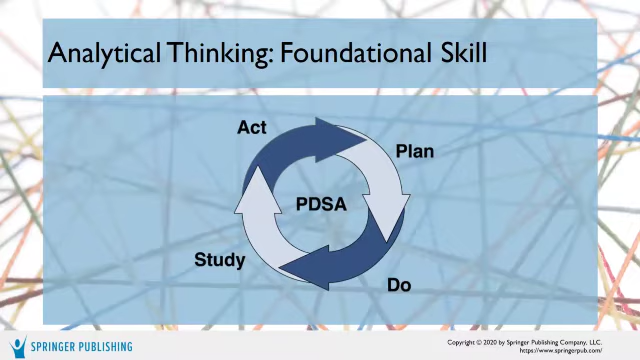 Analytical Thinking: Foundational Skill
Act
Plan
PDSA
Study
Do
SPRINGER PUBLISHING
Copyright © 2020 by Springer Publishing Company, LLC.
https://www.springerpub.com/